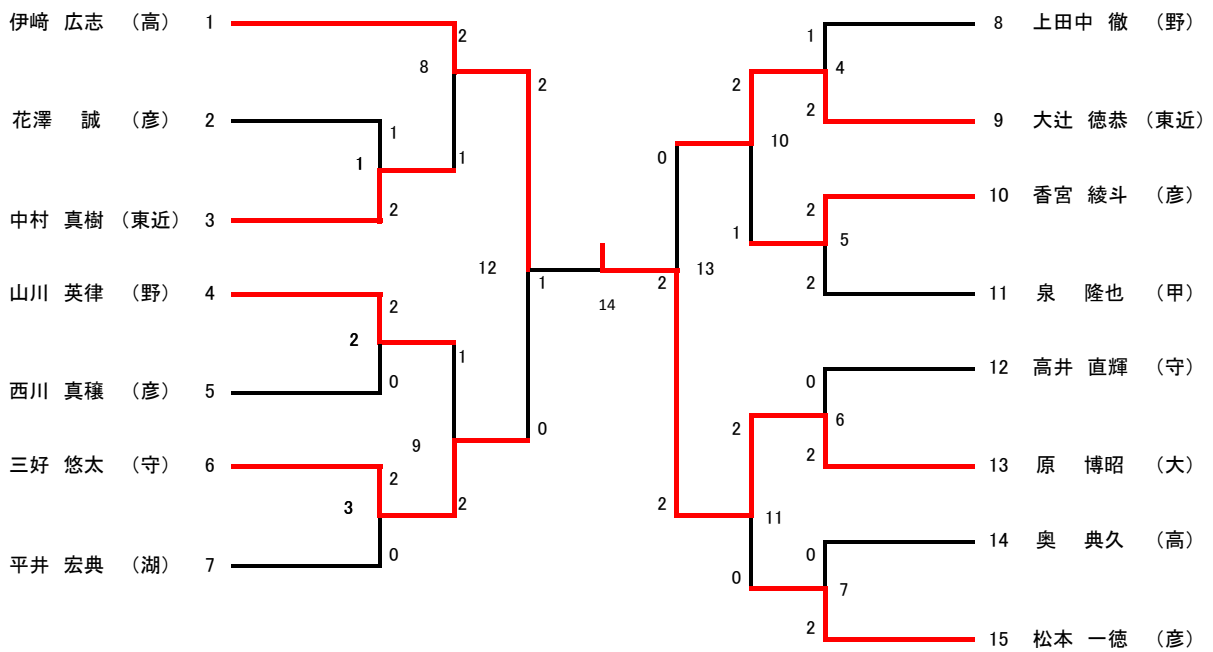 伊﨑 広志 （高） 1
花澤 誠 （彦） 2
中村 真樹 （東近） 3
山川 英律 （野） 4
西川 真穣 （彦） 5
三好 悠太 （守） 6
平井 宏典 （湖） 7
2
8
1
1
1
2
2
2
0
1
9
2
3
0
2
2
12
0
1
14
2
13
0
2
2
10
1
2
11
0
1
4
2
2
5
2
0
6
2
0
7
2
8 上田中 徹 （野）
9 大辻 徳恭 （東近）
10 香宮 綾斗 （彦）
11 泉 隆也 （甲）
12 高井 直輝 （守）
13 原 博昭 （大）
14 奥 典久 （高）
15 松本 一徳 （彦）